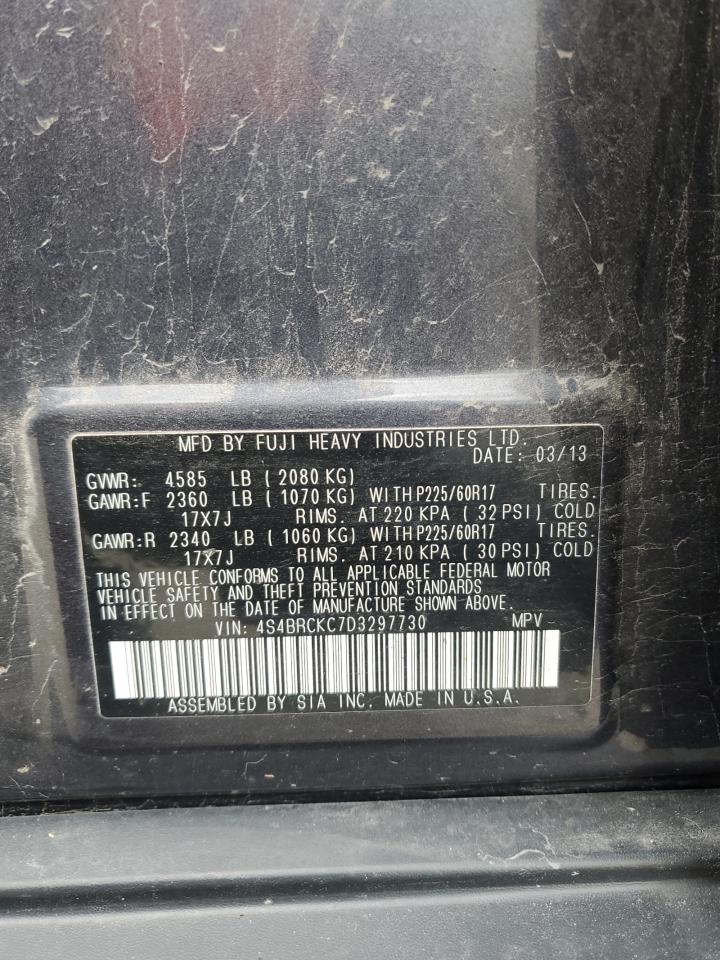 MFD BY FUJI HEAVY INDUSTRIES LTD.
DATE: 03/13
GVWR: 4585 LB ( 2080 KG)
GAWR:F 2360 LB ( 1070 KG) WITH P225/60R17 TIRES.
17X7J RIMS. AT 220 KPA ( 32 PSI) COLD
GAWR:R 2340 LB ( 1060 KG) WITH P225/60R17 TIRES.
17X7J RIMS. AT 210 KPA ( 30 PSI) COLD
THIS VEHICLE CONFORMS TO ALL APPLICABLE FEDERAL MOTOR
VEHICLE SAFETY AND THEFT PREVENTION STANDARDS
IN EFFECT ON THE DATE OF MANUFACTURE SHOWN ABOVE.
VIN: 4S4BRCKC7D3297730 MPV
ASSEMBLED BY SIA INC. MADE IN U.S.A.